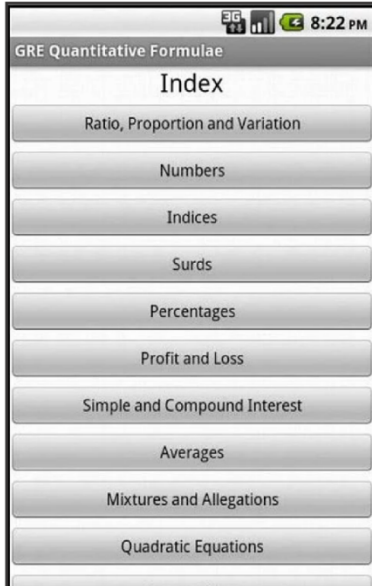 3G 8:22 PM
GRE Quantitative Formulae
Index
Ratio, Proportion and Variation
Numbers
Indices
Surds
Percentages
Profit and Loss
Simple and Compound Interest
Averages
Mixtures and Allegations
Quadratic Equations